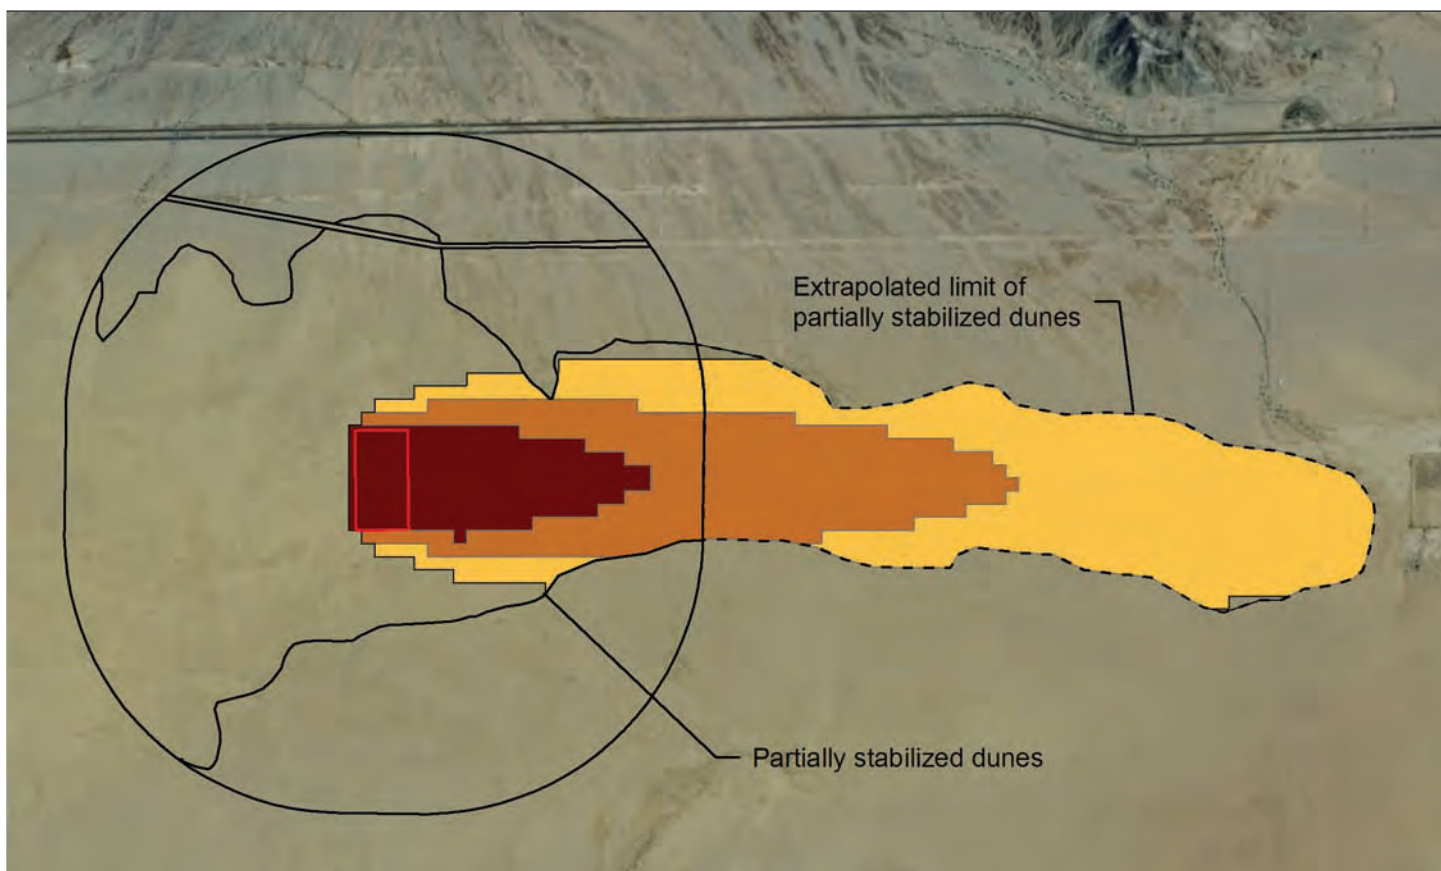 Extrapolated limit of
partially stabilized dunes
Partially stabilized dunes